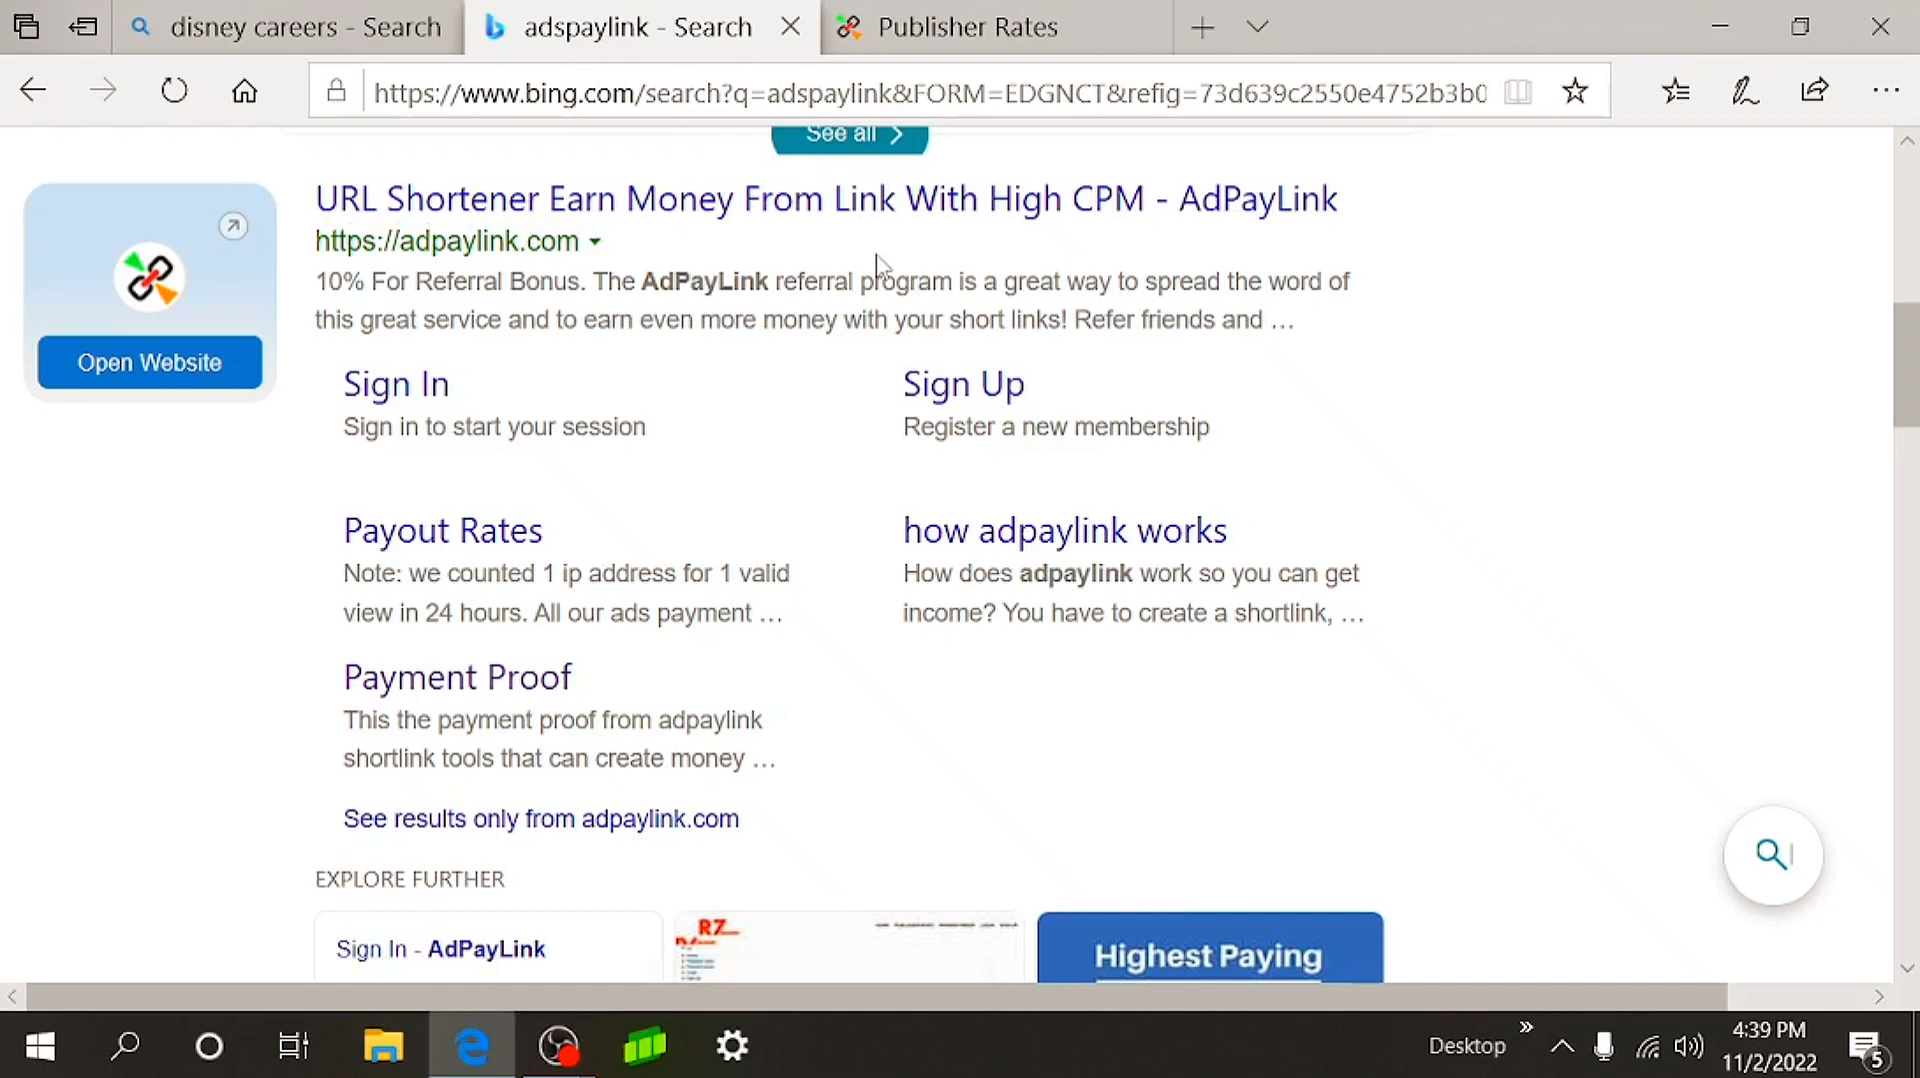 disney careers - Search
adspaylink - Search
Publisher Rates
https://www.bing.com/search?q=adspaylink&FORM=EDGNCT&refig=73d639c2550e4752b3b0
See all
URL Shortener Earn Money From Link With High CPM - AdPayLink
https://adpaylink.com
10% For Referral Bonus. The AdPayLink referral program is a great way to spread the word of
this great service and to earn even more money with your short links! Refer friends and ...
Open Website
Sign In
Sign in to start your session
Sign Up
Register a new membership
Payout Rates
Note: we counted 1 ip address for 1 valid
view in 24 hours. All our ads payment ...
how adpaylink works
How does adpaylink work so you can get
income? You have to create a shortlink, ...
Payment Proof
This the payment proof from adpaylink
shortlink tools that can create money ...
See results only from adpaylink.com
EXPLORE FURTHER
Sign In - AdPayLink
RZ
Highest Paying
Desktop
4:39 PM
11/2/2022
5